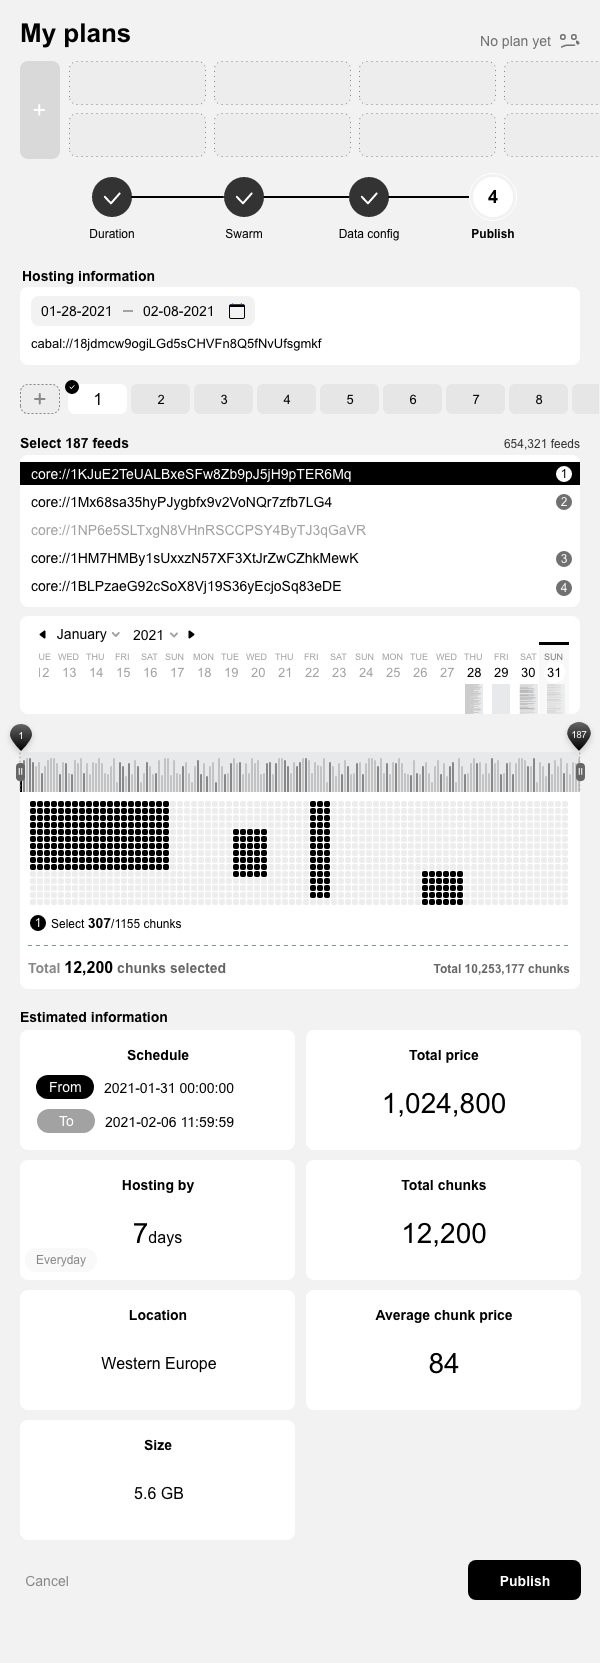 My plans
No plan yet
+
4
Duration Swarm Data config Publish
Hosting information
01-28-2021 — 02-08-2021
cabal://18jdmcw9ogiLGd5sCHVFn8Q5fNvUfsgmkf
+ 1 2 3 4 5 6 7 8
Select 187 feeds 654,321 feeds
core://1KJuE2TeUALBxeSFw8Zb9pJ5jH9pTER6Mq 1
core://1Mx68sa35hyPJygbfx9v2VoNQr7zfb7LG4 2
core://1NP6e5SLTxgN8VHnRSCCPSY4ByTJ3qGaVR
core://1HM7HMBy1sUxxzN57XF3XtJrZwCZhkMewK 3
core://1BLPzaeG92cSoX8Vj19S36yEcjoSq83eDE 4
January 2021
UE WED THU FRI SAT SUN MON TUE WED THU FRI SAT SUN MON TUE WED THU FRI SAT SUN
12 13 14 15 16 17 18 19 20 21 22 23 24 25 26 27 28 29 30 31
1 187
1 Select 307/1155 chunks
Total 12,200 chunks selected Total 10,253,177 chunks
Estimated information
Schedule
From 2021-01-31 00:00:00
To 2021-02-06 11:59:59
Total price
1,024,800
Hosting by
7days
Everyday
Total chunks
12,200
Location
Western Europe
Average chunk price
84
Size
5.6 GB
Cancel Publish